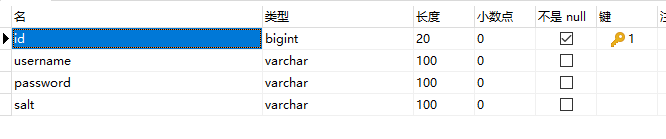 名 类型 长度 小数点 不是 null 键
id bigint 20 0 1
username varchar 100 0
password varchar 100 0
salt varchar 100 0